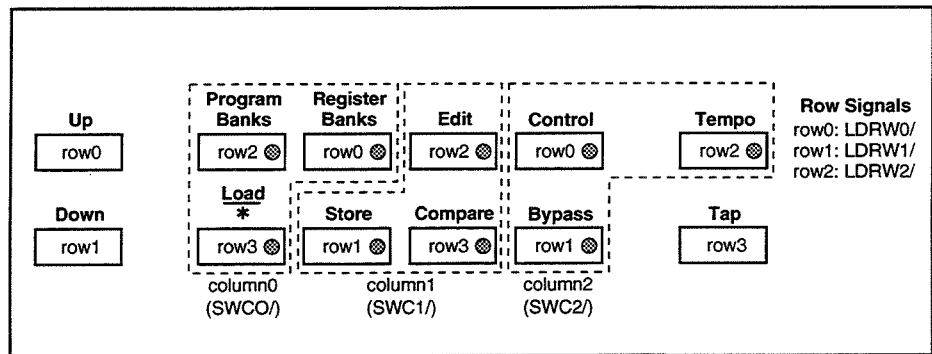 Program Banks
Register Banks
Up
Edit
Control
Tempo
Row Signals
row0
row2
row0
row2
row0
row2
row0: LDRW0/
row1: LDRW1/
row2: LDRW2/
Load
*
Down
Store
Compare
Bypass
Tap
row1
row3
row1
row3
row1
row3
column0
(SWCO/)
column1
(SWC1/)
column2
(SWC2/)